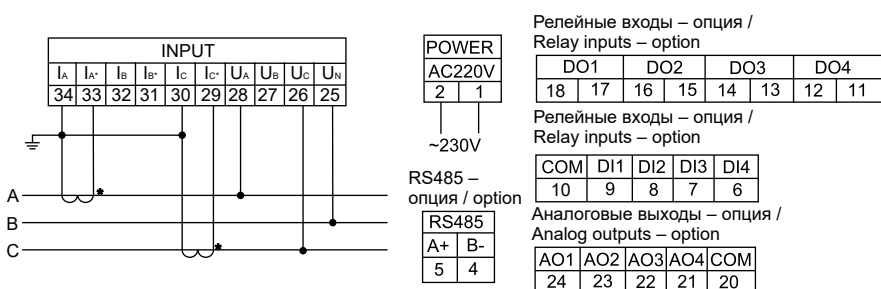 INPUT
IA IA* IB IB* IC IC* UA UB UC UN
34 33 32 31 30 29 28 27 26 25
A
B
C
*
*
POWER
AC220V
2 1
~230V
RS485 –
опция / option
RS485
A+ B-
5 4
Релейные входы – опция /
Relay inputs – option
DO1 DO2 DO3 DO4
18 17 16 15 14 13 12 11
Релейные входы – опция /
Relay inputs – option
COM DI1 DI2 DI3 DI4
10 9 8 7 6
Аналоговые выходы – опция /
Analog outputs – option
AO1 AO2 AO3 AO4 COM
24 23 22 21 20